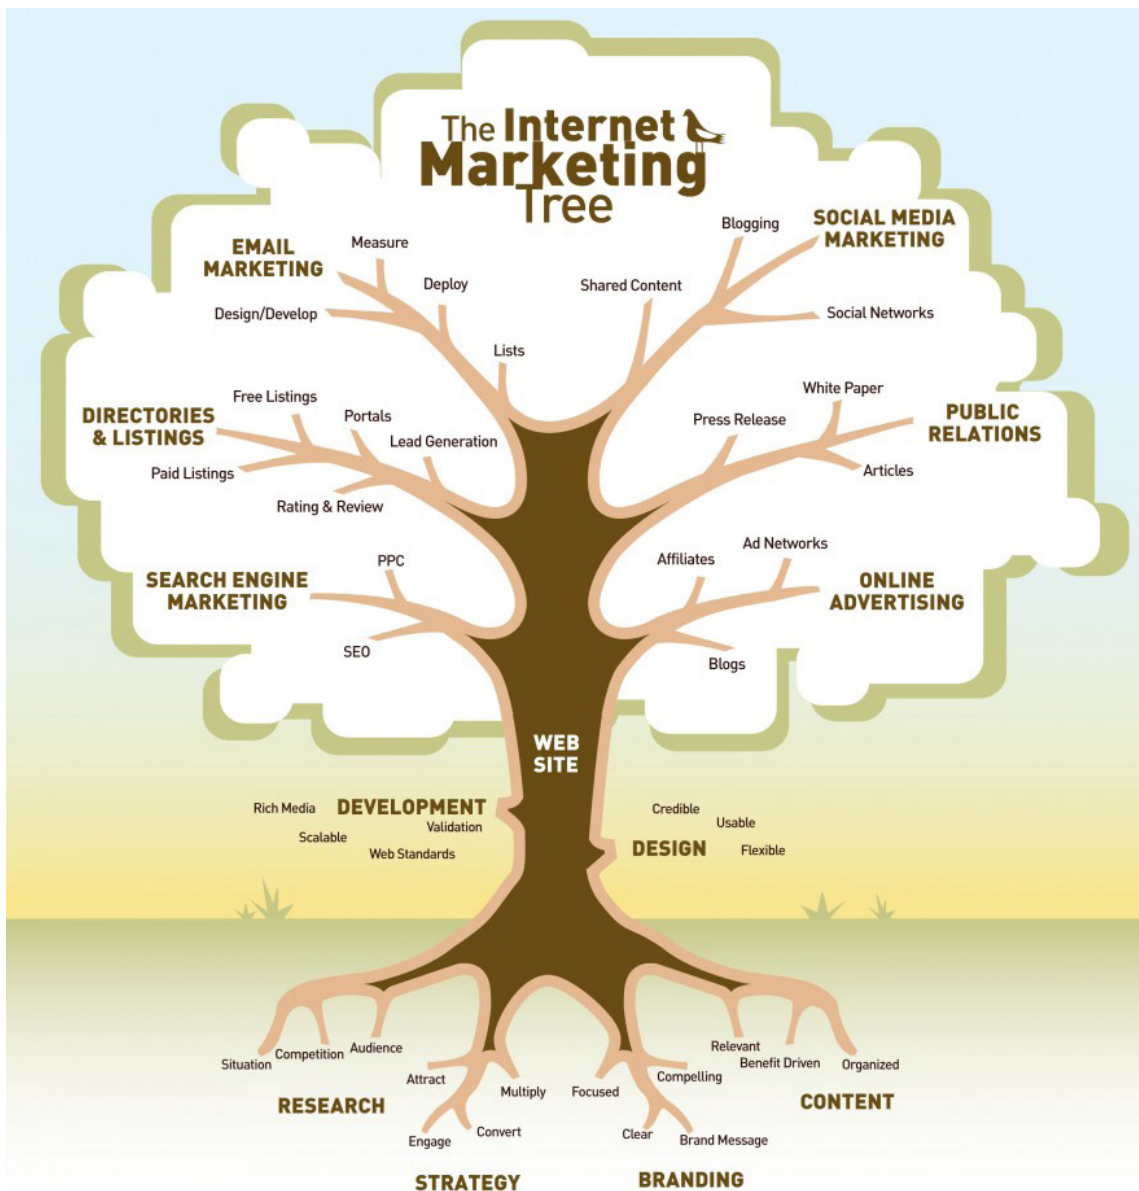 The Internet
Marketing
Tree
EMAIL
MARKETING
Measure
Deploy
Design/Develop
Lists
Blogging
SOCIAL MEDIA
MARKETING
Shared Content
Social Networks
DIRECTORIES
& LISTINGS
Free Listings
Portals
Lead Generation
Paid Listings
Rating & Review
White Paper
Press Release
PUBLIC
RELATIONS
Articles
SEARCH ENGINE
MARKETING
PPC
SEO
Affiliates
Ad Networks
ONLINE
ADVERTISING
Blogs
WEB
SITE
Rich Media
DEVELOPMENT
Validation
Scalable
Web Standards
Credible
Usable
DESIGN
Flexible
Situation
Competition
Audience
RESEARCH
Attract
Multiply
Engage
Convert
STRATEGY
Focused
Compelling
Clear
Brand Message
BRANDING
Relevant
Benefit Driven
Organized
CONTENT